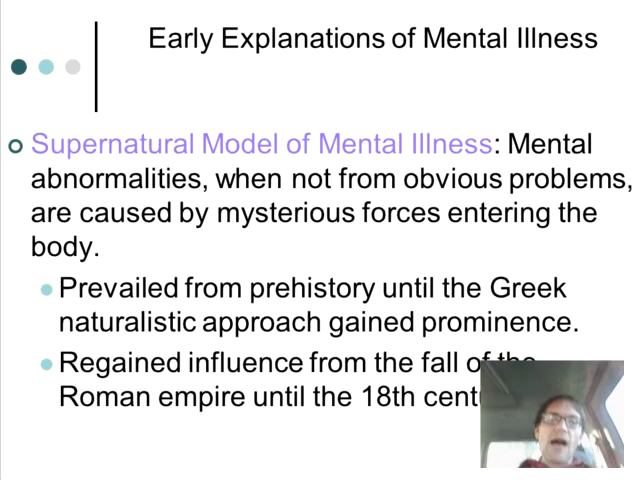 Early Explanations of Mental Illness
Supernatural Model of Mental Illness: Mental
abnormalities, when not from obvious problems,
are caused by mysterious forces entering the
body.
Prevailed from prehistory until the Greek
naturalistic approach gained prominence.
Regained influence from the fall of the
Roman empire until the 18th